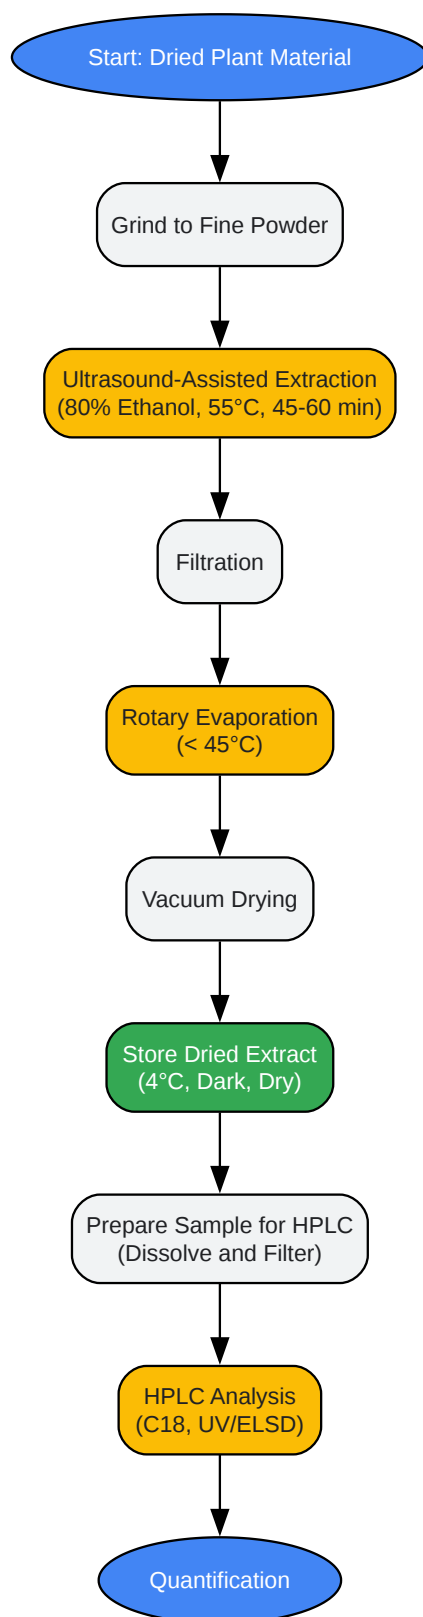 Start: Dried Plant Material
Grind to Fine Powder
Ultrasound-Assisted Extraction
(80% Ethanol, 55°C, 45-60 min)
Filtration
Rotary Evaporation
(< 45°C)
Vacuum Drying
Store Dried Extract
(4°C, Dark, Dry)
Prepare Sample for HPLC
(Dissolve and Filter)
HPLC Analysis
(C18, UV/ELSD)
Quantification